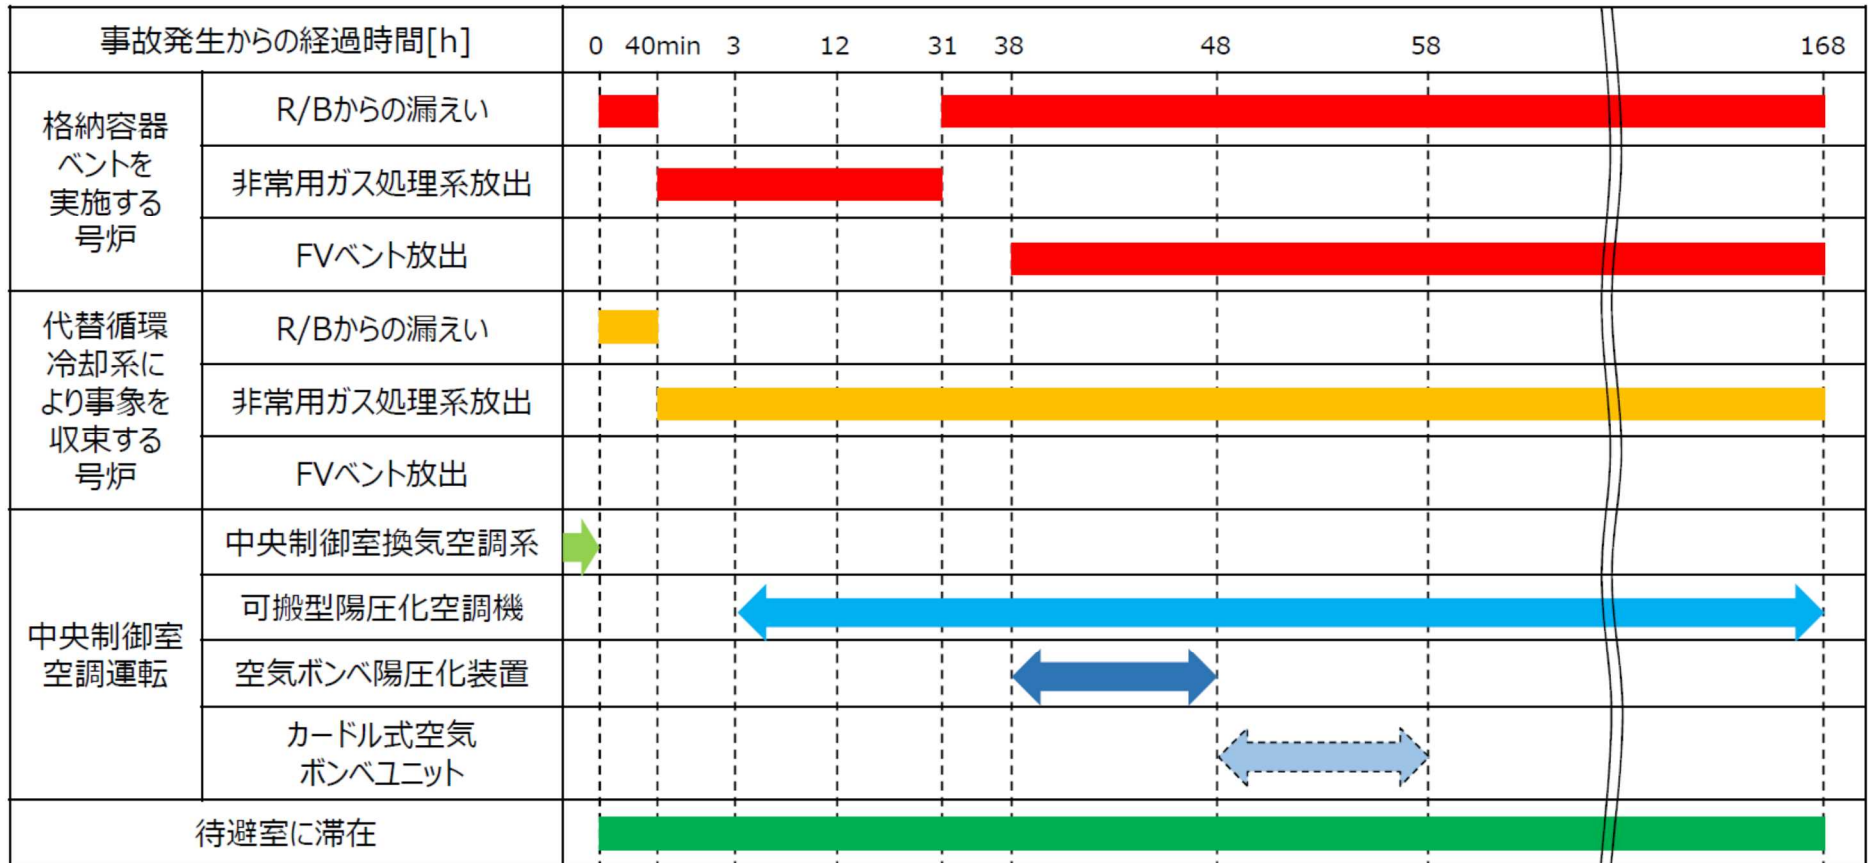 事故発生からの経過時間[h]
0 40min 3 12 31 38 48 58 168
格納容器
ベントを
実施する
号炉
R/Bからの漏えい
非常用ガス処理系放出
FVベント放出
代替循環
冷却系に
より事象を
収束する
号炉
R/Bからの漏えい
非常用ガス処理系放出
FVベント放出
中央制御室
空調運転
中央制御室換気空調系
可搬型陽圧化空調機
空気ボンベ陽圧化装置
カードル式空気
ボンベユニット
待避室に滞在